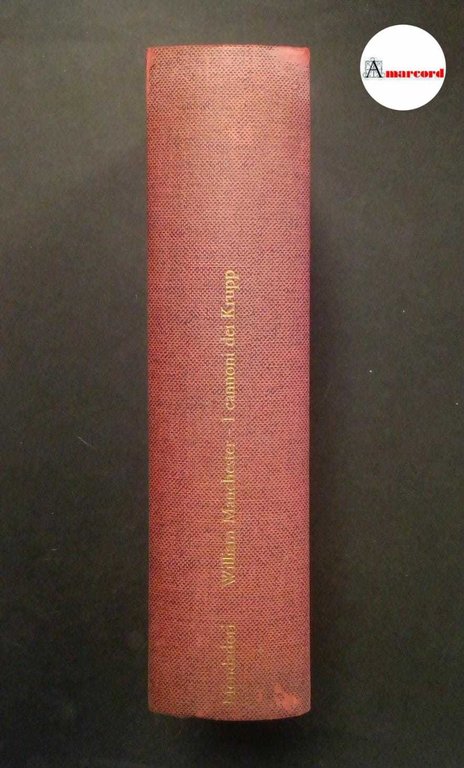 Amarcord
Mondadori William Manchester · I cannoni dei Krupp